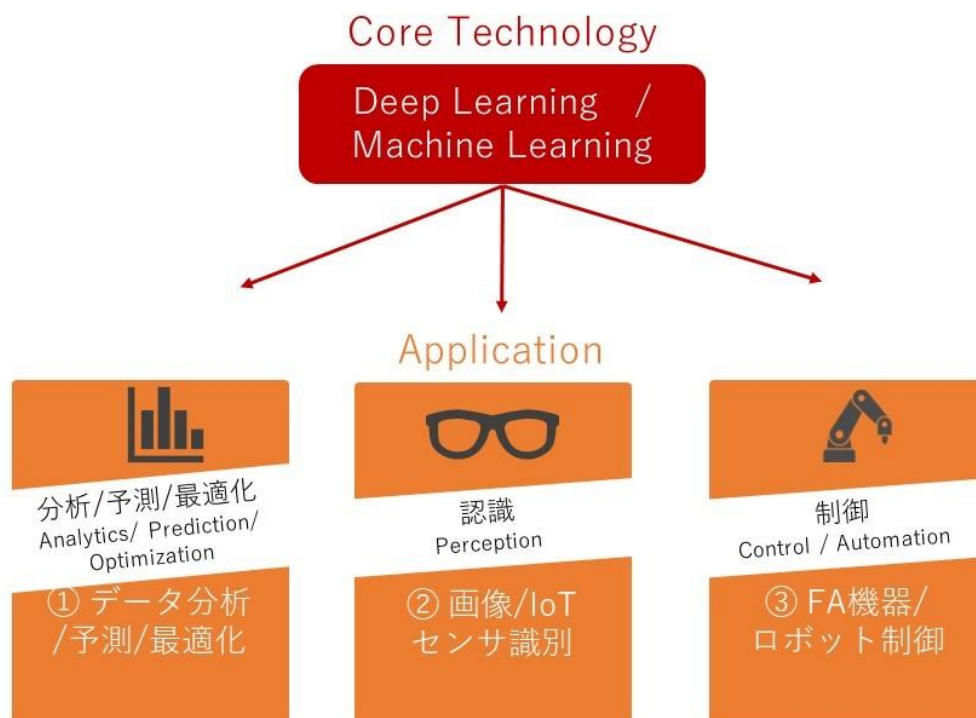 Core Technology
Deep Learning /
Machine Learning
Application
分析/予測/最適化
Analytics/ Prediction/
Optimization
① データ分析
/予測/最適化
認識
Perception
② 画像/IoT
センサ識別
制御
Control / Automation
③ FA機器/
ロボット制御